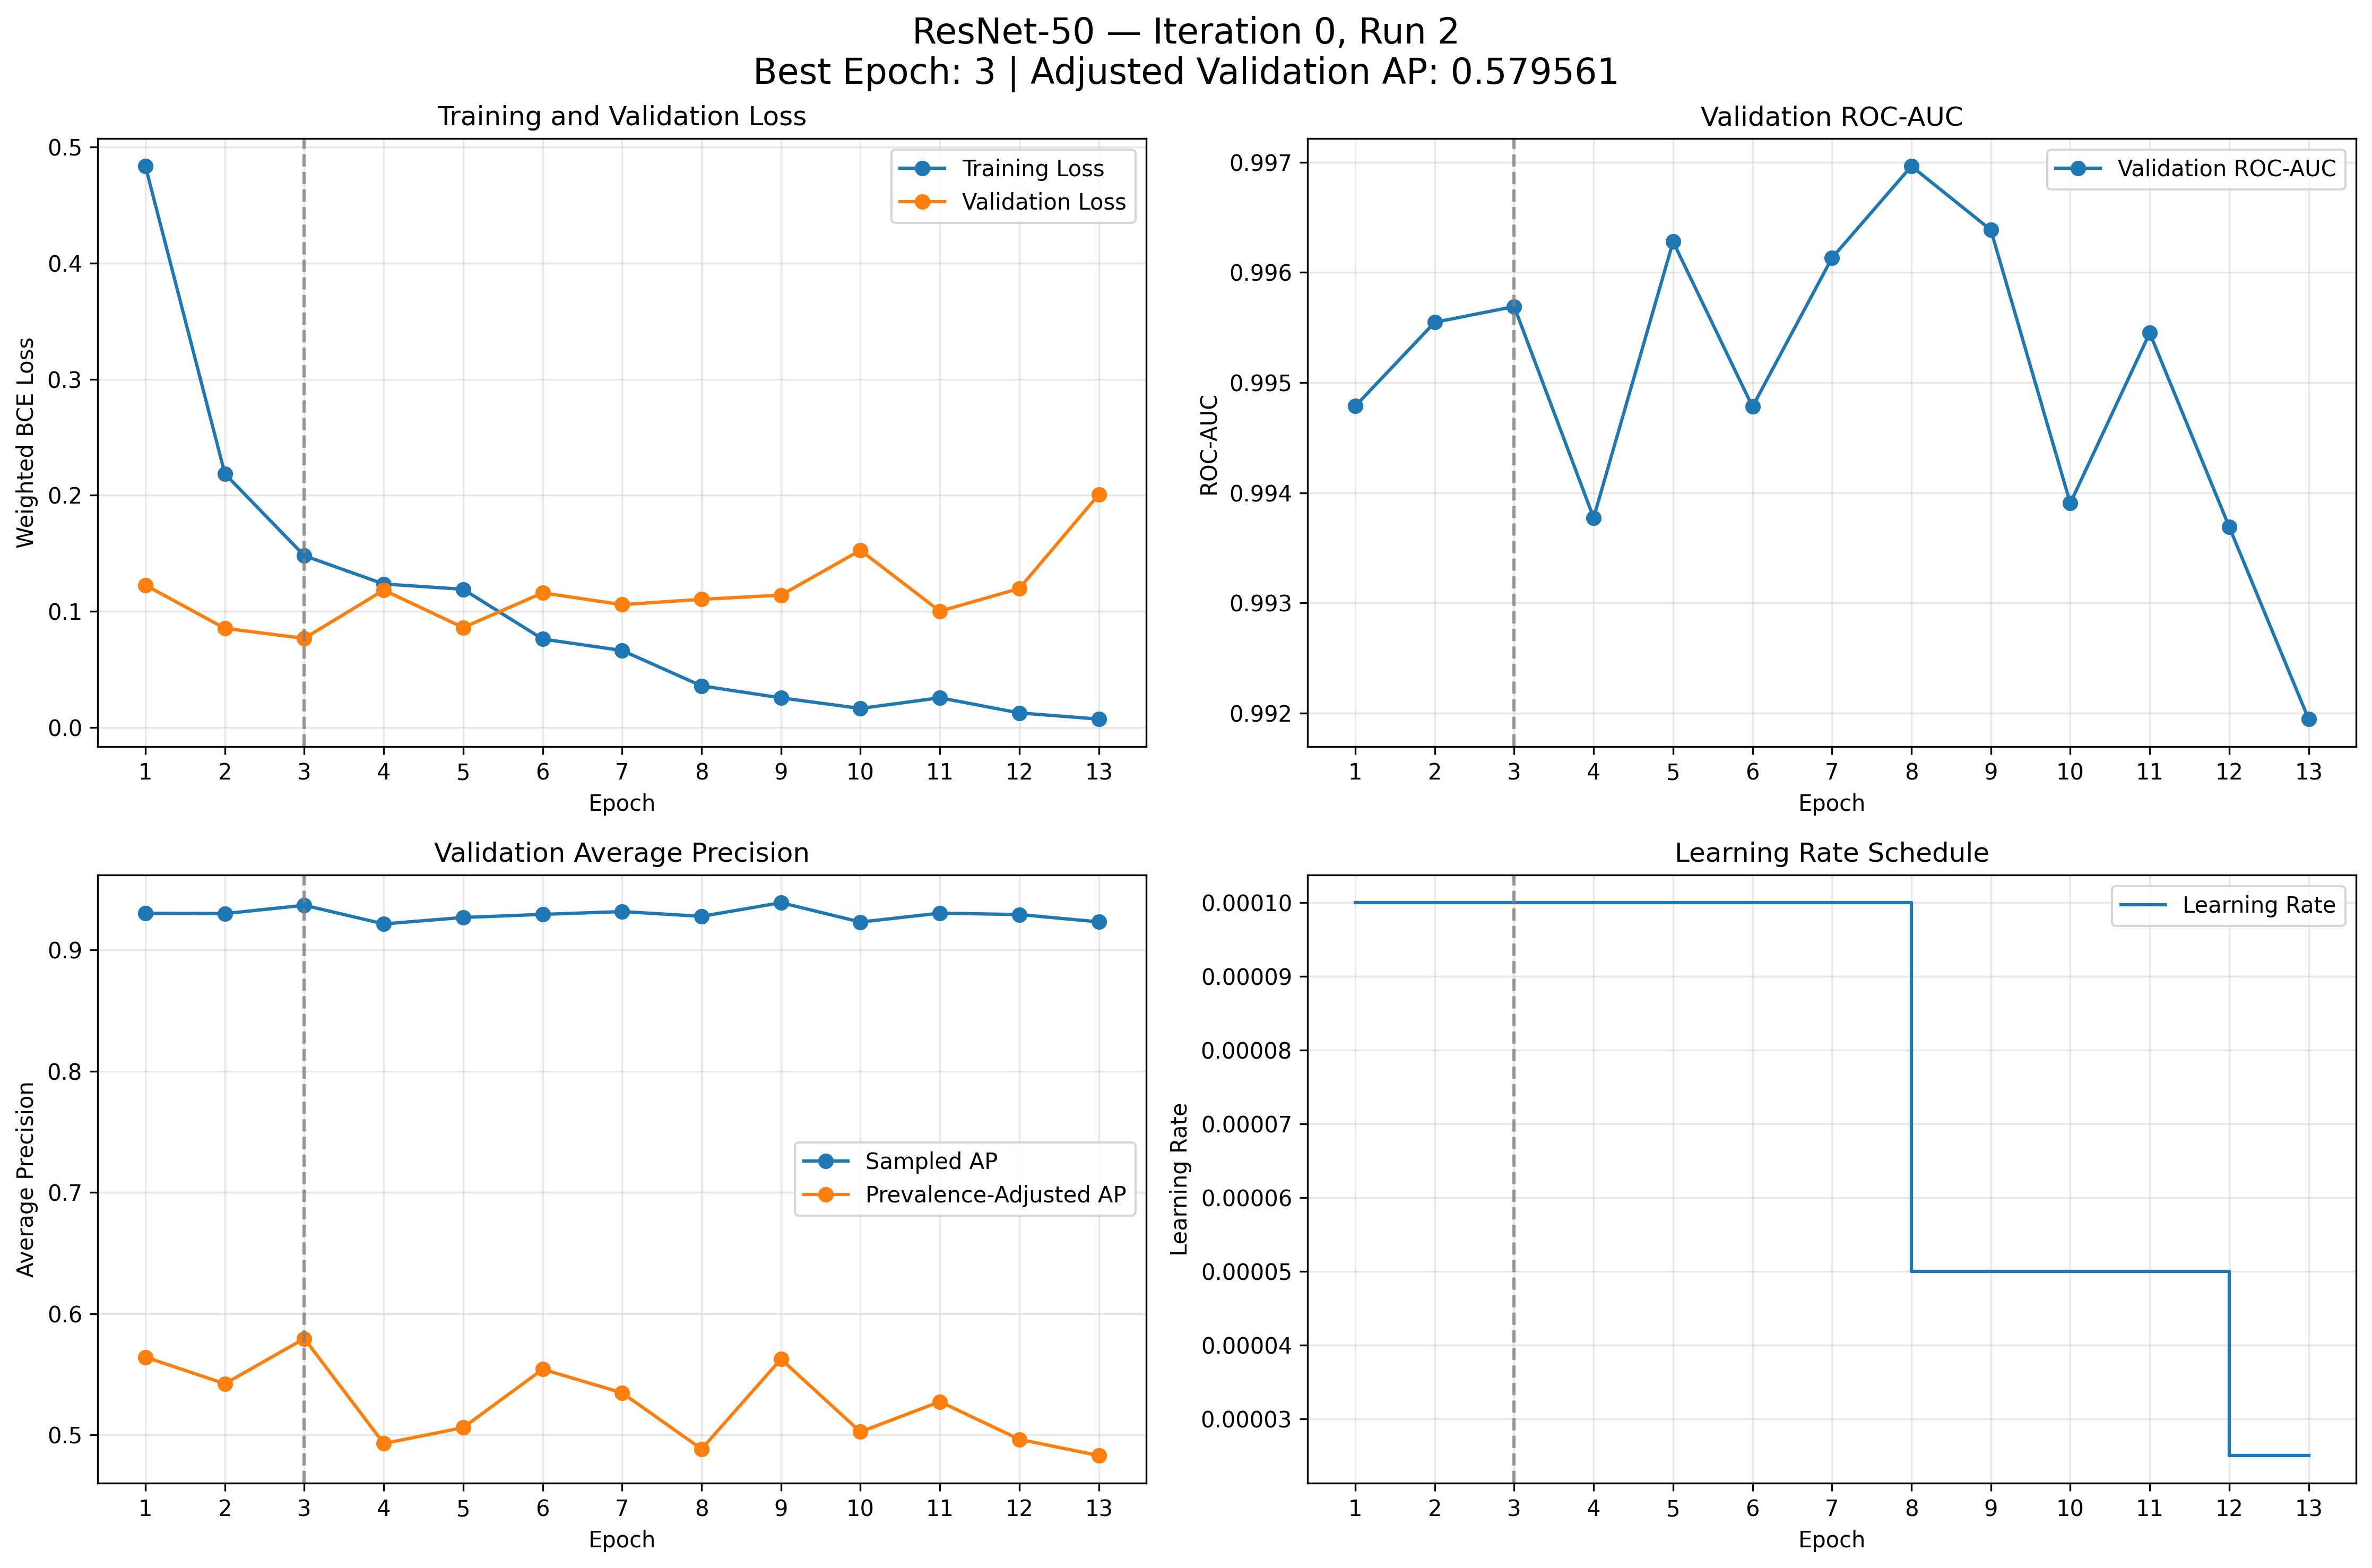 ResNet-50 — Iteration 0, Run 2
Best Epoch: 3 | Adjusted Validation AP: 0.579561
Training and Validation Loss
Weighted BCE Loss
0.5
0.4
0.3
0.2
0.1
0.0
Training Loss
Validation Loss
1 2 3 4 5 6 7 8 9 10 11 12 13
Epoch
Validation ROC-AUC
ROC-AUC
0.997
0.996
0.995
0.994
0.993
0.992
Validation ROC-AUC
1 2 3 4 5 6 7 8 9 10 11 12 13
Epoch
Validation Average Precision
Average Precision
0.9
0.8
0.7
0.6
0.5
Sampled AP
Prevalence-Adjusted AP
1 2 3 4 5 6 7 8 9 10 11 12 13
Epoch
Learning Rate Schedule
Learning Rate
0.00010
0.00009
0.00008
0.00007
0.00006
0.00005
0.00004
0.00003
Learning Rate
1 2 3 4 5 6 7 8 9 10 11 12 13
Epoch